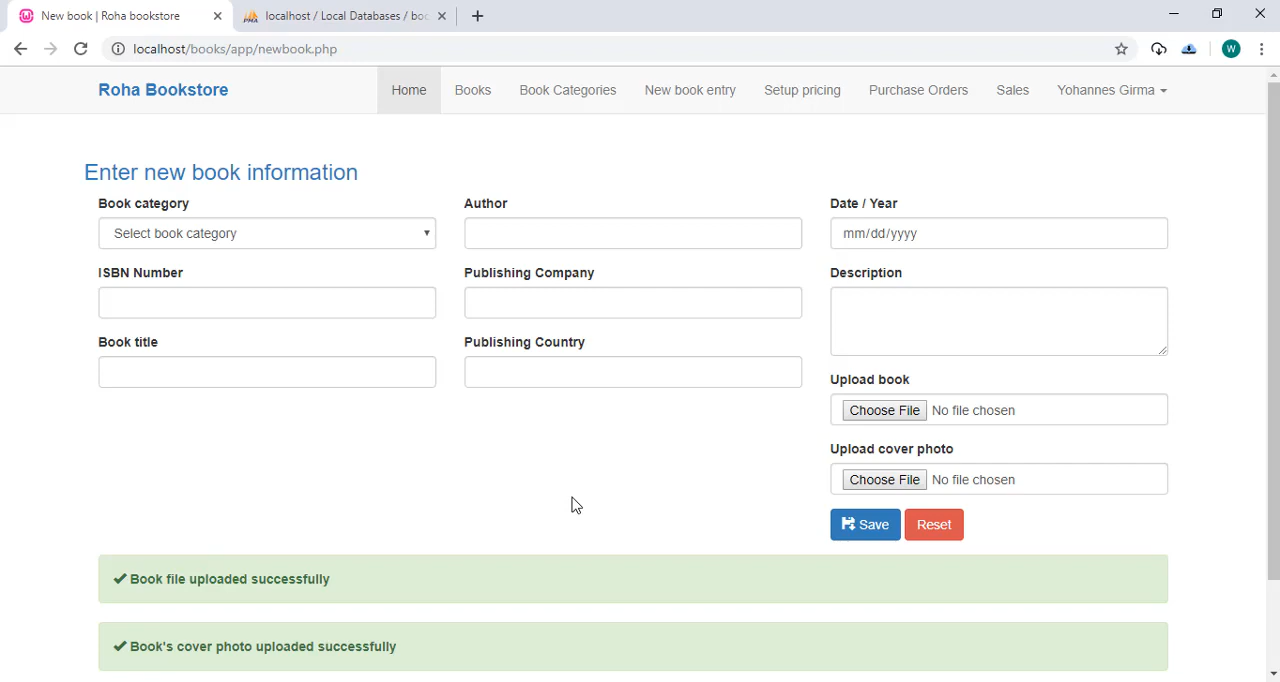 New book | Roha bookstore
localhost / Local Databases / boo
localhost/books/app/newbook.php
W
Roha Bookstore
Home
Books
Book Categories
New book entry
Setup pricing
Purchase Orders
Sales
Yohannes Girma
Enter new book information
Book category
Select book category
ISBN Number
Book title
Author
Publishing Company
Publishing Country
Date / Year
mm/dd/yyyy
Description
Upload book
Choose File No file chosen
Upload cover photo
Choose File No file chosen
Save
Reset
Book file uploaded successfully
Book's cover photo uploaded successfully